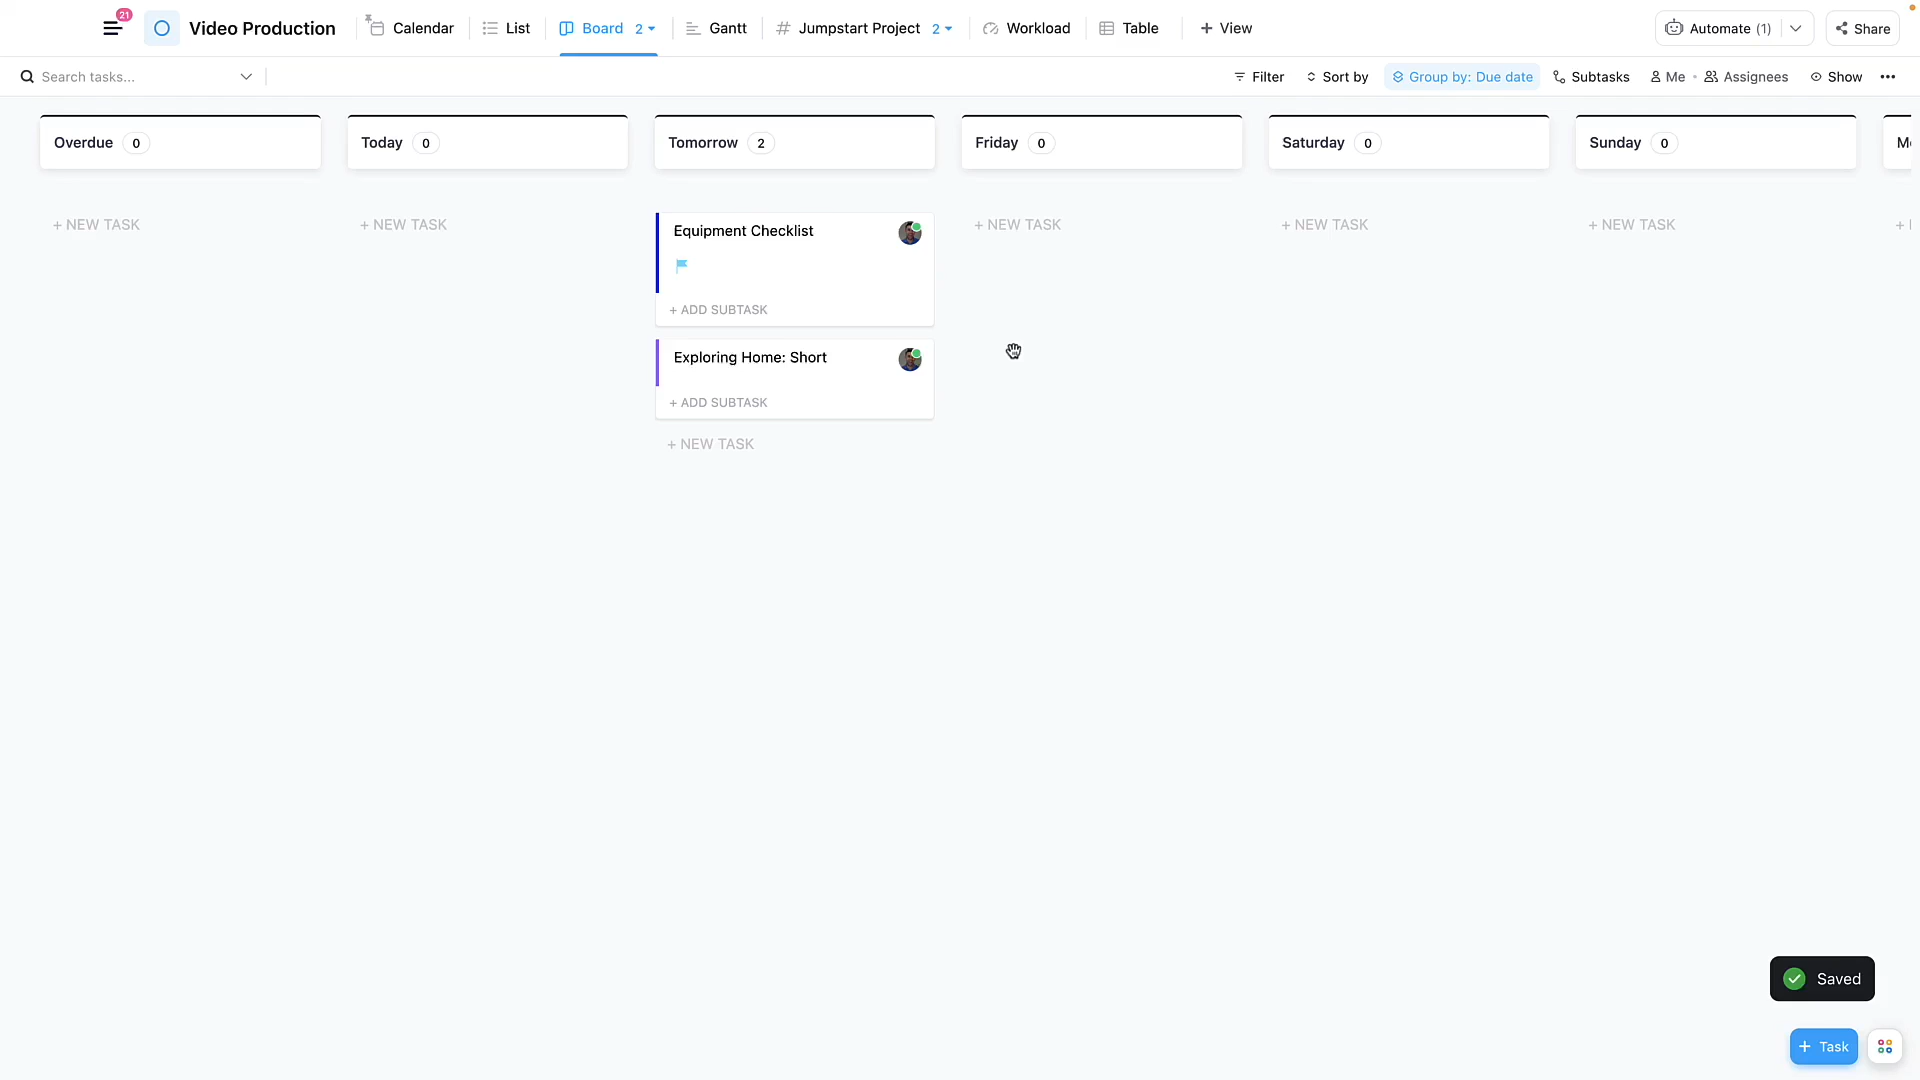 21
Video Production
Calendar
List
Board 2
Gantt
Jumpstart Project 2
Workload
Table
+ View
Automate (1)
Share
Search tasks...
Filter
Sort by
Group by: Due date
Subtasks
Me
Assignees
Show
Overdue 0
Today 0
Tomorrow 2
Friday 0
Saturday 0
Sunday 0
+ NEW TASK
+ NEW TASK
Equipment Checklist
+ ADD SUBTASK
Exploring Home: Short
+ ADD SUBTASK
+ NEW TASK
+ NEW TASK
+ NEW TASK
+ NEW TASK
Saved
+ Task